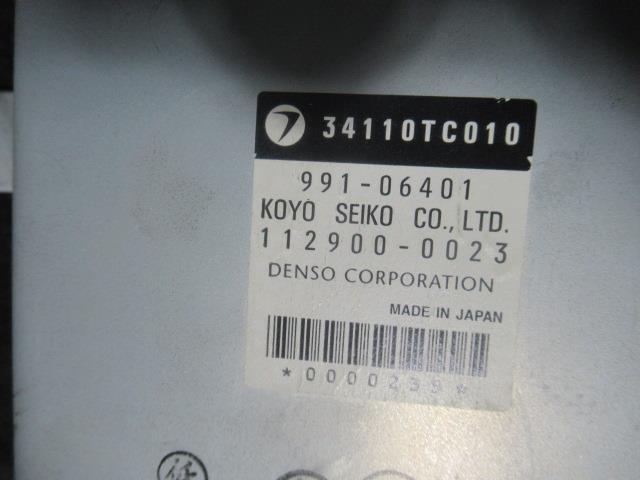 34110TC010
991-06401
KOYO SEIKO CO., LTD.
112900-0023
DENSO CORPORATION
MADE IN JAPAN
*0000239*